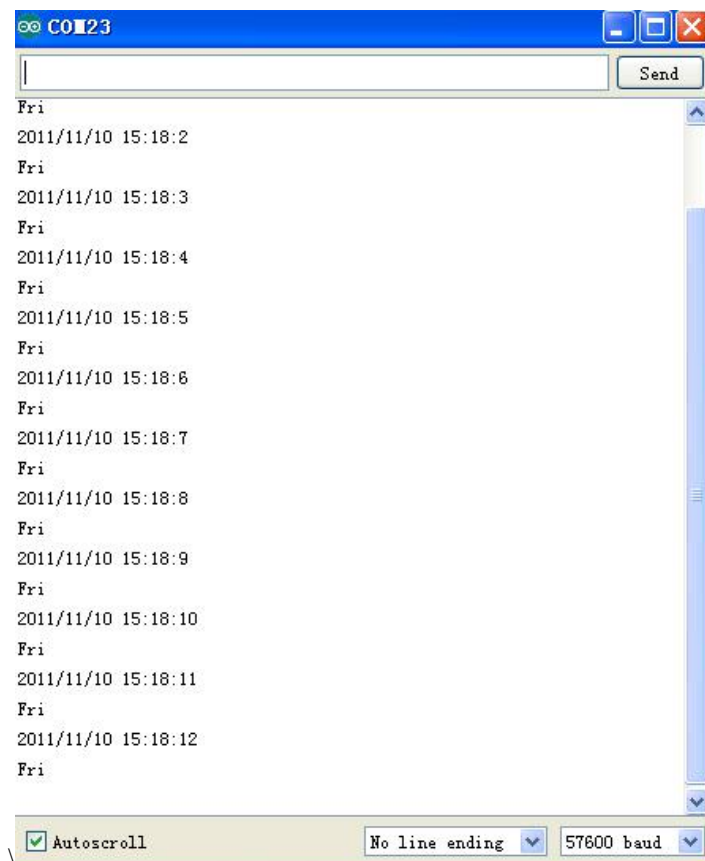 COM23
Send
Fri
2011/11/10 15:18:2
Fri
2011/11/10 15:18:3
Fri
2011/11/10 15:18:4
Fri
2011/11/10 15:18:5
Fri
2011/11/10 15:18:6
Fri
2011/11/10 15:18:7
Fri
2011/11/10 15:18:8
Fri
2011/11/10 15:18:9
Fri
2011/11/10 15:18:10
Fri
2011/11/10 15:18:11
Fri
2011/11/10 15:18:12
Fri
\ Autoscroll No line ending 57600 baud